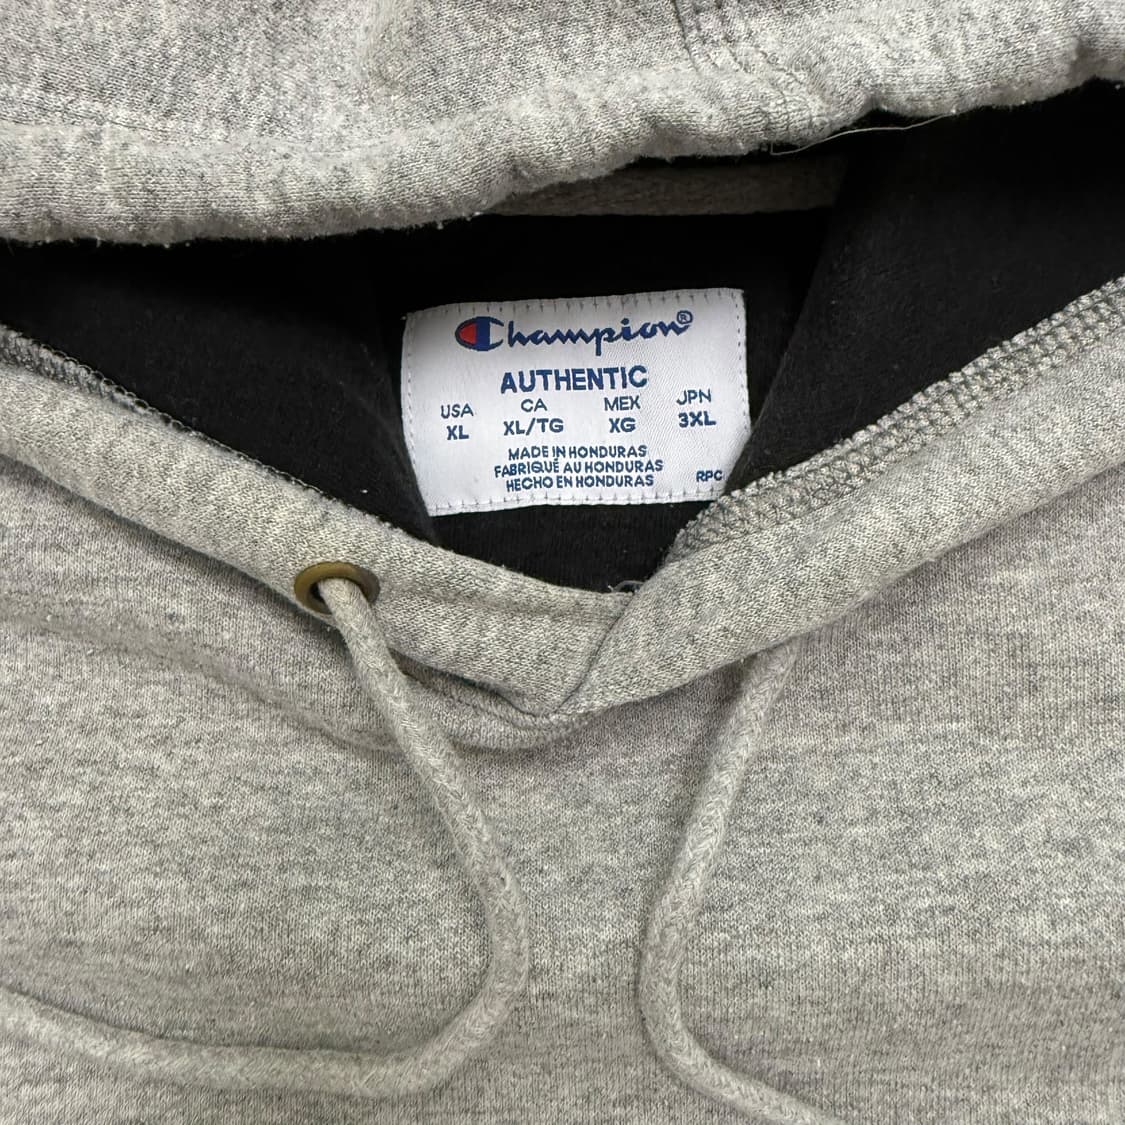 Champion®
AUTHENTIC
USA CA MEX JPN
XL XL/TG XG 3XL
MADE IN HONDURAS
FABRIQUÉ AU HONDURAS
HECHO EN HONDURAS RPC